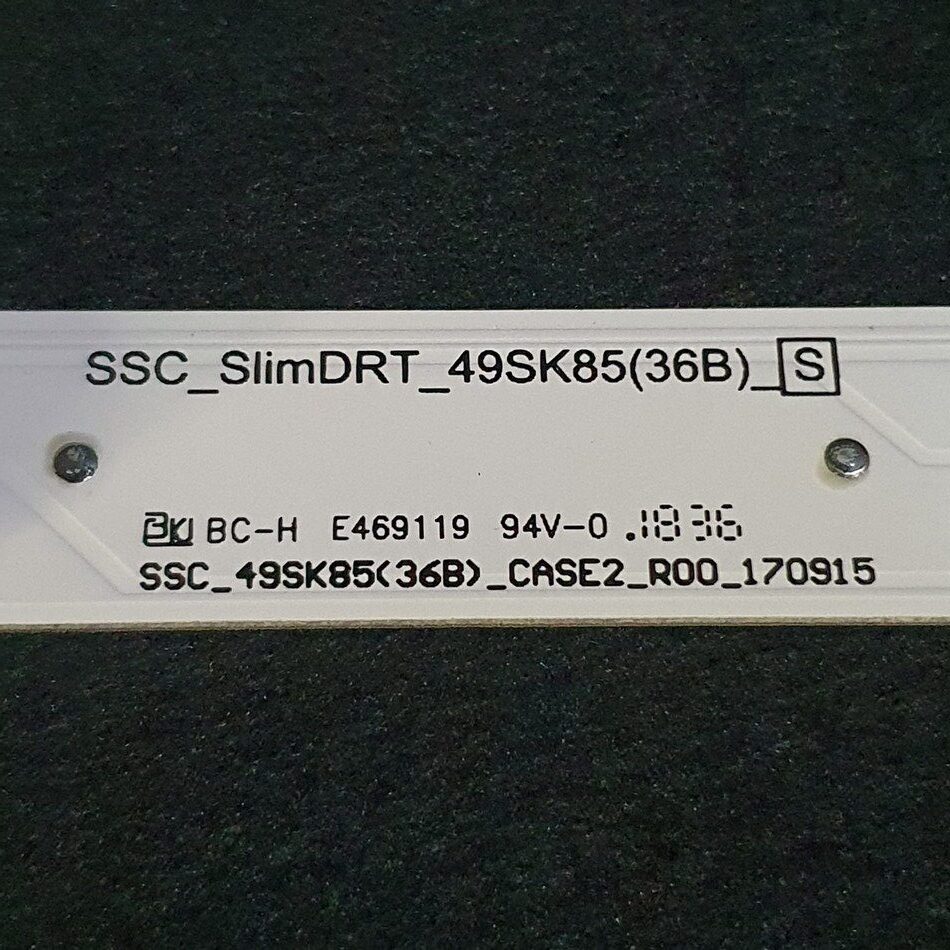 SSC_SlimDRT_49SK85(36B)_S
BC-H E469119 94V-0 .1836
SSC_49SK85(36B)_CASE2_R00_170915